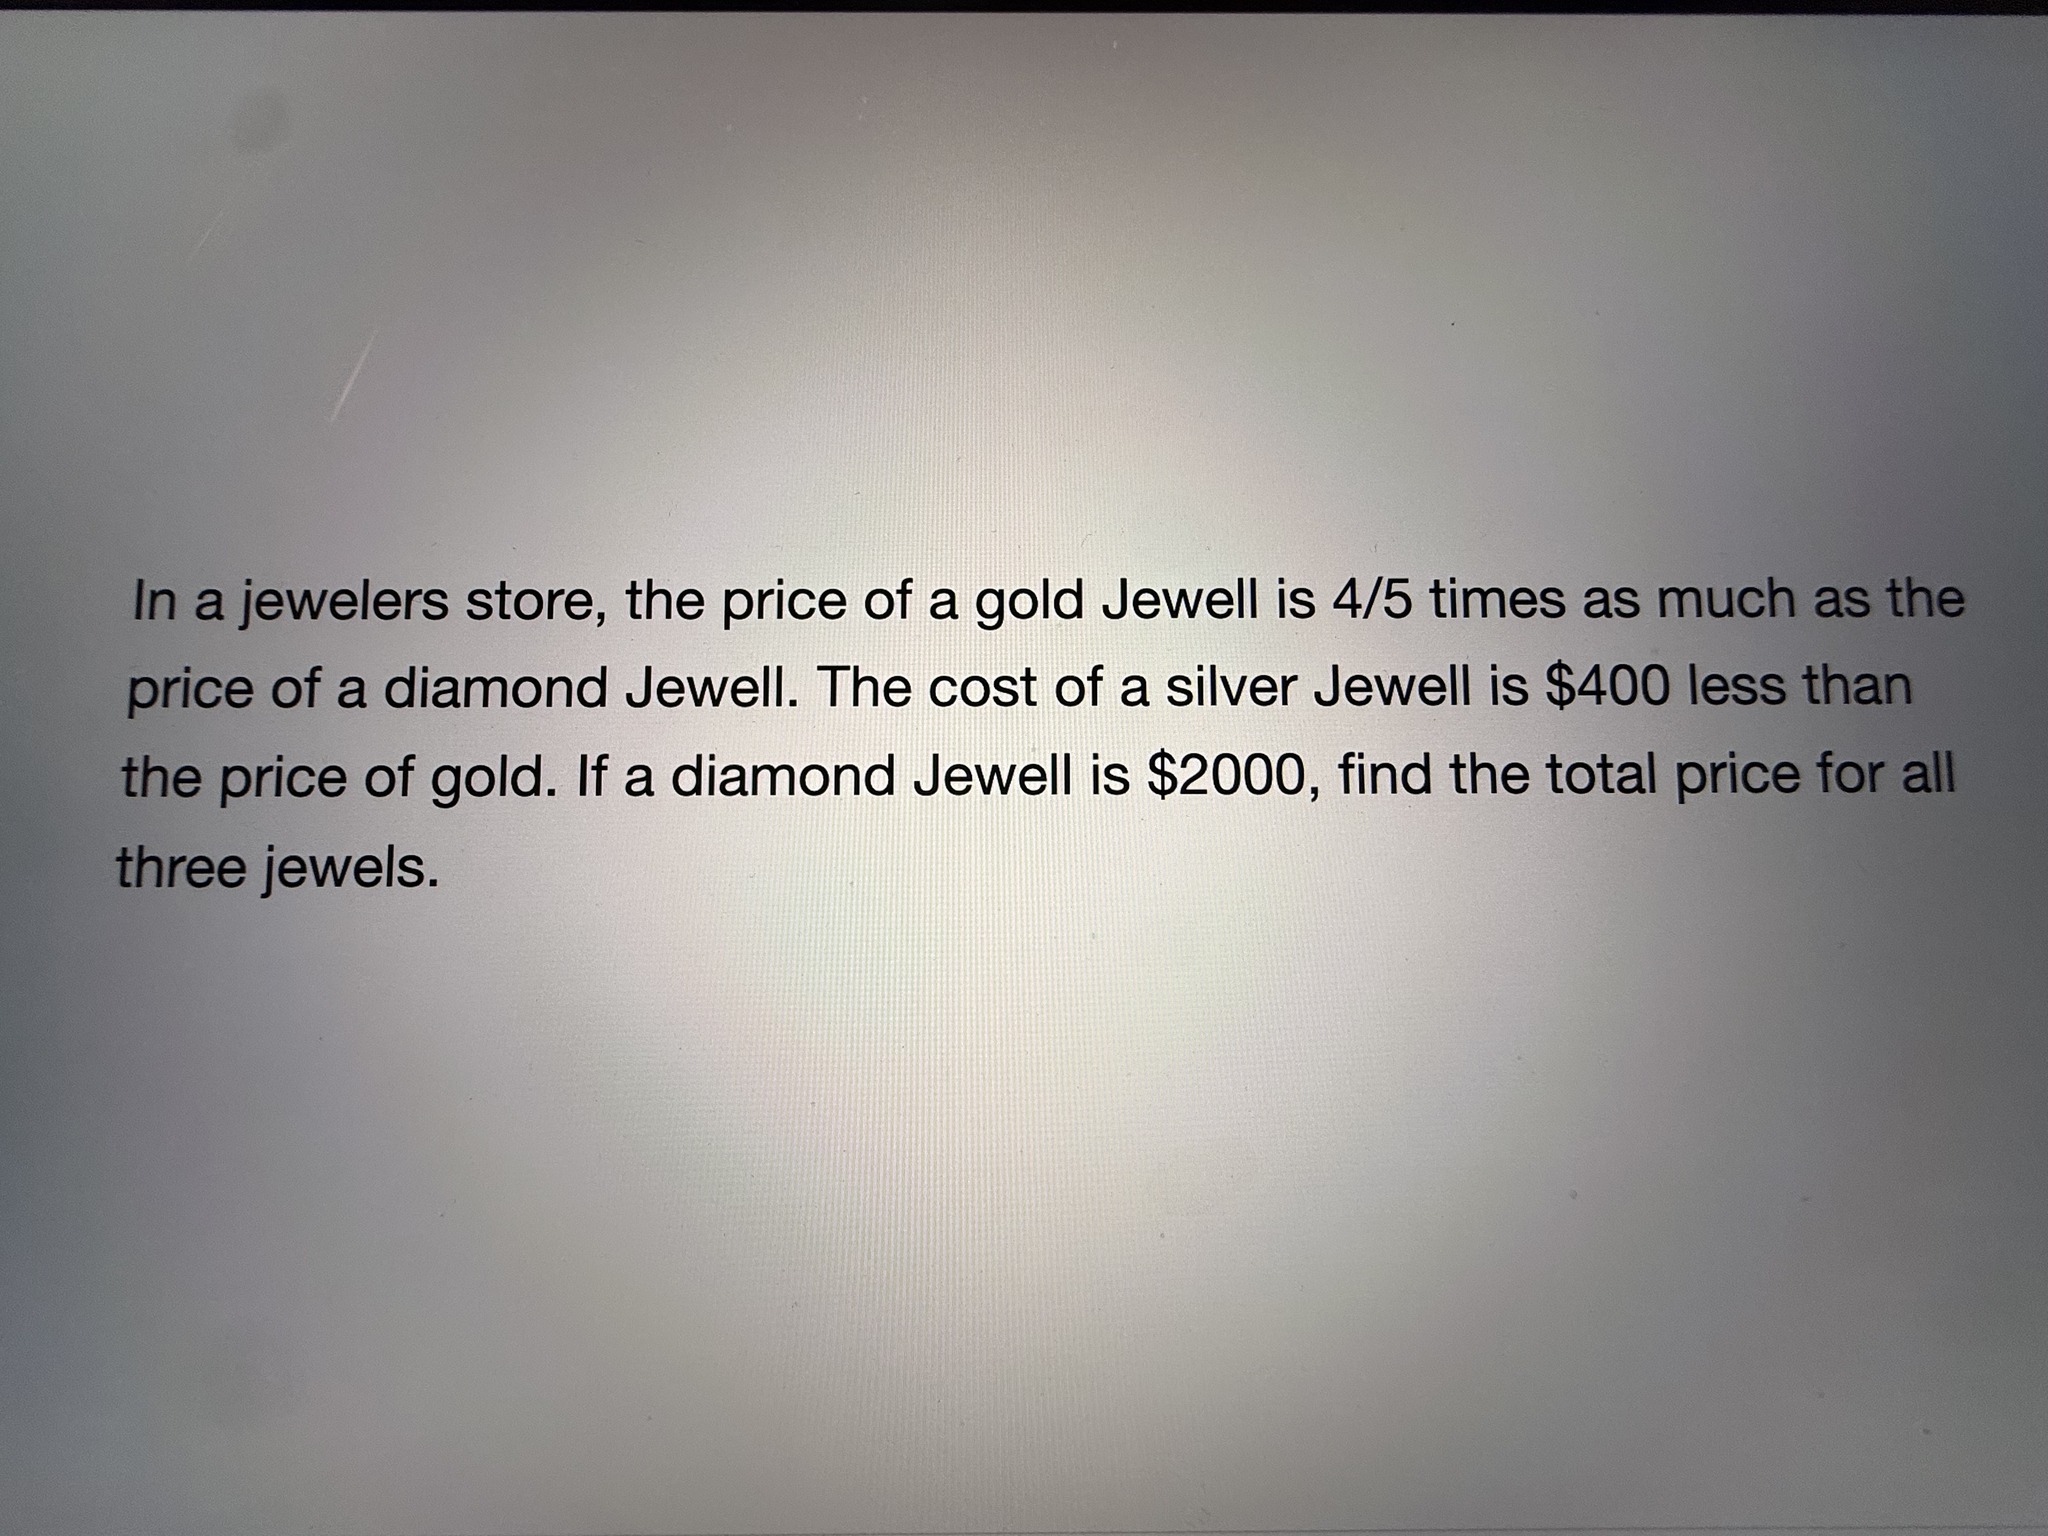 In a jewelers store, the price of a gold Jewell is 4/5 times as much as the
price of a diamond Jewell. The cost of a silver Jewell is $400 less than
the price of gold. If a diamond Jewell is $2000, find the total price for all
three jewels.